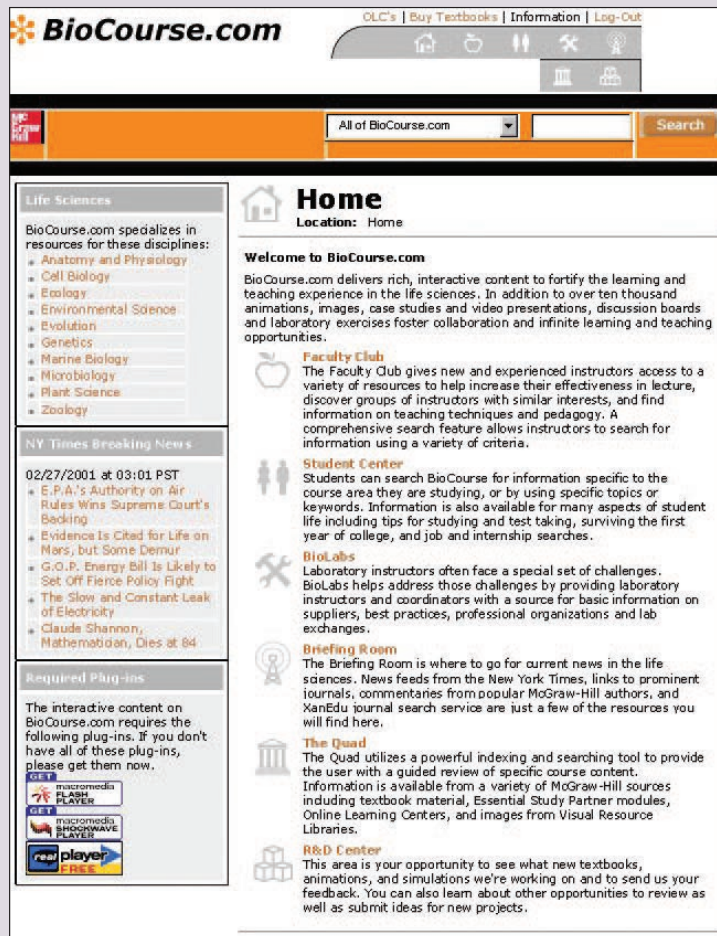 BioCourse.com
OLC's | Buy Textbooks | Information | Log-Out
Mc
Graw
Hill
All of BioCourse.com
Search
Life Sciences
BioCourse.com specializes in
resources for these disciplines:
Anatomy and Physiology
Cell Biology
Ecology
Environmental Science
Evolution
Genetics
Marine Biology
Microbiology
Plant Science
Zoology
NY Times Breaking News
02/27/2001 at 03:01 PST
E.P.A.'s Authority on Air
Rules Wins Supreme Court's
Backing
Evidence Is Cited for Life on
Mars, but Some Demur
G.O.P. Energy Bill Is Likely to
Set Off Fierce Policy Fight
The Slow and Constant Leak
of Electricity
Claude Shannon,
Mathematician, Dies at 84
Required Plug-ins
The interactive content on
BioCourse.com requires the
following plug-ins. If you don't
have all of these plug-ins,
please get them now.
GET
macromedia
FLASH
PLAYER
GET
macromedia
SHOCKWAVE
PLAYER
real player
FREE
Home
Location: Home
Welcome to BioCourse.com
BioCourse.com delivers rich, interactive content to fortify the learning and
teaching experience in the life sciences. In addition to over ten thousand
animations, images, case studies and video presentations, discussion boards
and laboratory exercises foster collaboration and infinite learning and teaching
opportunities.
Faculty Club
The Faculty Club gives new and experienced instructors access to a
variety of resources to help increase their effectiveness in lecture,
discover groups of instructors with similar interests, and find
information on teaching techniques and pedagogy. A
comprehensive search feature allows instructors to search for
information using a variety of criteria.
Student Center
Students can search BioCourse for information specific to the
course area they are studying, or by using specific topics or
keywords. Information is also available for many aspects of student
life including tips for studying and test taking, surviving the first
year of college, and job and internship searches.
BioLabs
Laboratory instructors often face a special set of challenges.
BioLabs helps address those challenges by providing laboratory
instructors and coordinators with a source for basic information on
suppliers, best practices, professional organizations and lab
exchanges.
Briefing Room
The Briefing Room is where to go for current news in the life
sciences. News feeds from the New York Times, links to prominent
journals, commentaries from popular McGraw-Hill authors, and
XanEdu journal search service are just a few of the resources you
will find here.
The Quad
The Quad utilizes a powerful indexing and searching tool to provide
the user with a guided review of specific course content.
Information is available from a variety of McGraw-Hill sources
including textbook material, Essential Study Partner modules,
Online Learning Centers, and images from Visual Resource
Libraries.
R&D Center
This area is your opportunity to see what new textbooks,
animations, and simulations we're working on and to send us your
feedback. You can also learn about other opportunities to review as
well as submit ideas for new projects.